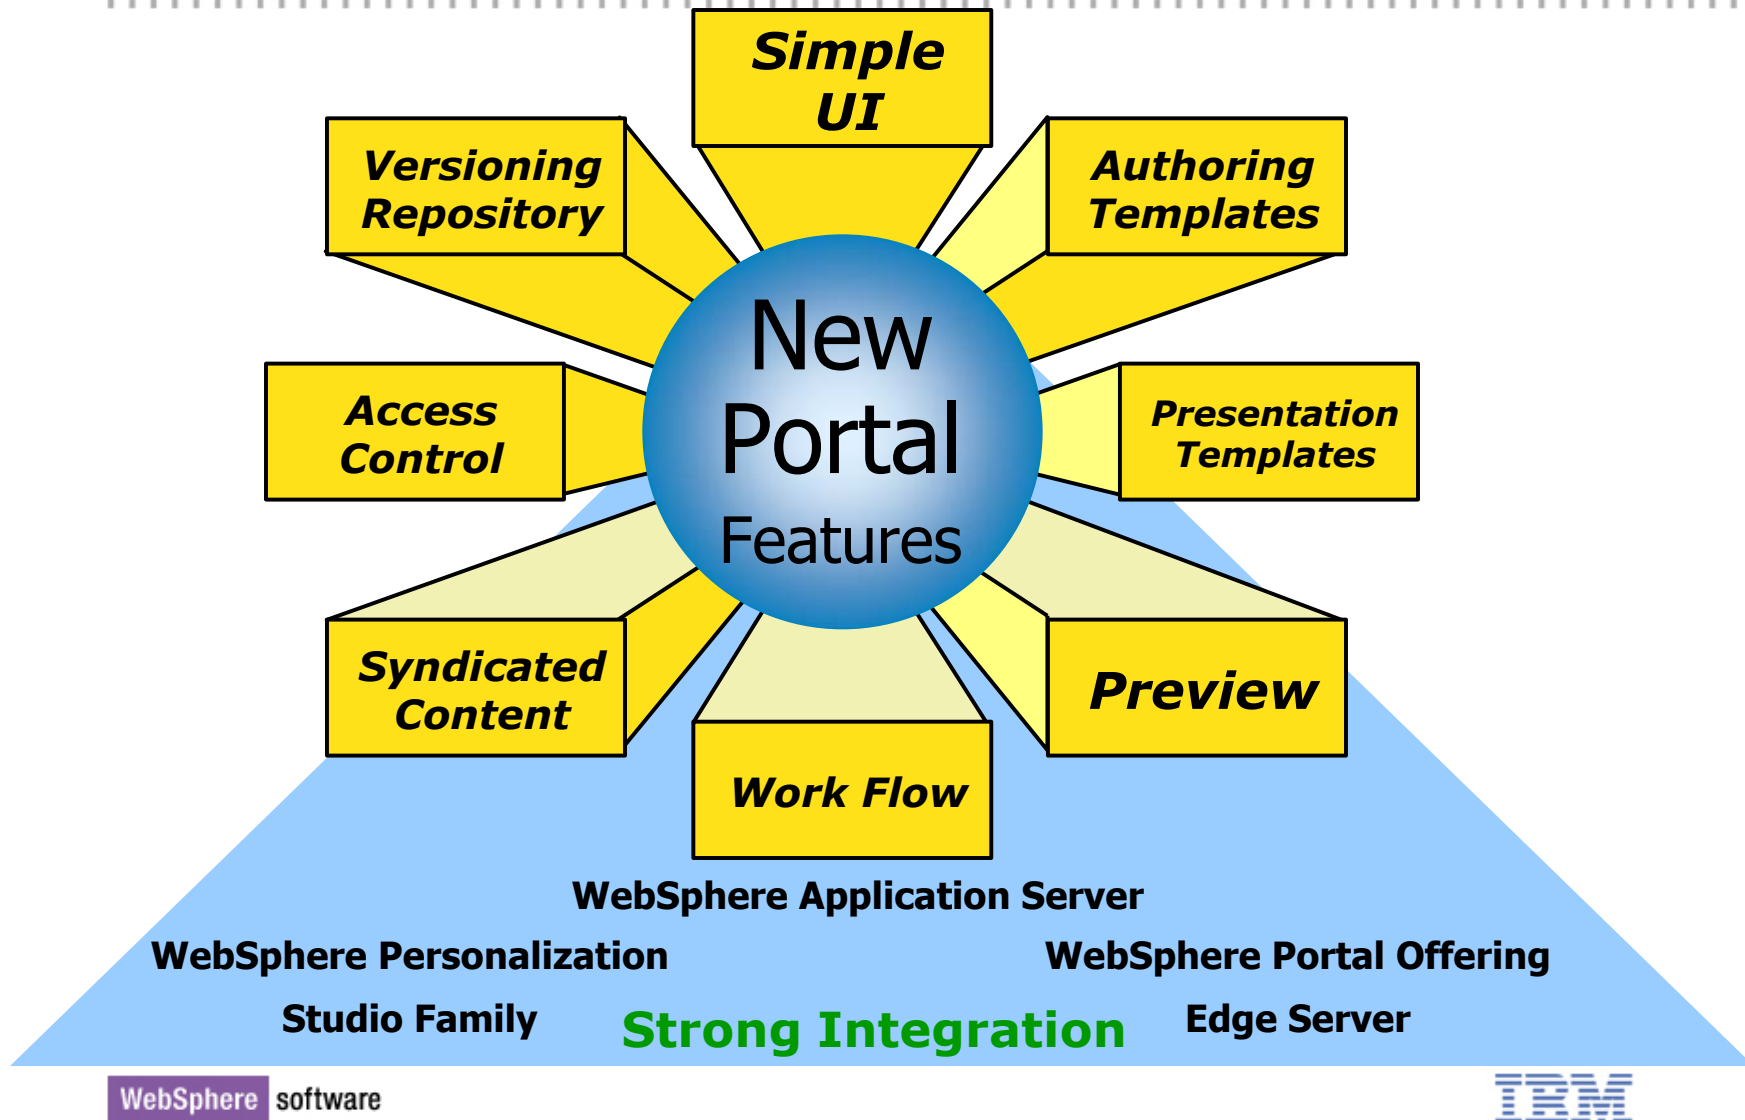 Simple
UI
Versioning
Repository
Authoring
Templates
New
Portal
Features
Access
Control
Presentation
Templates
Syndicated
Content
Preview
Work Flow
WebSphere Application Server
WebSphere Personalization
WebSphere Portal Offering
Studio Family
Strong Integration
Edge Server
WebSphere software
IBM